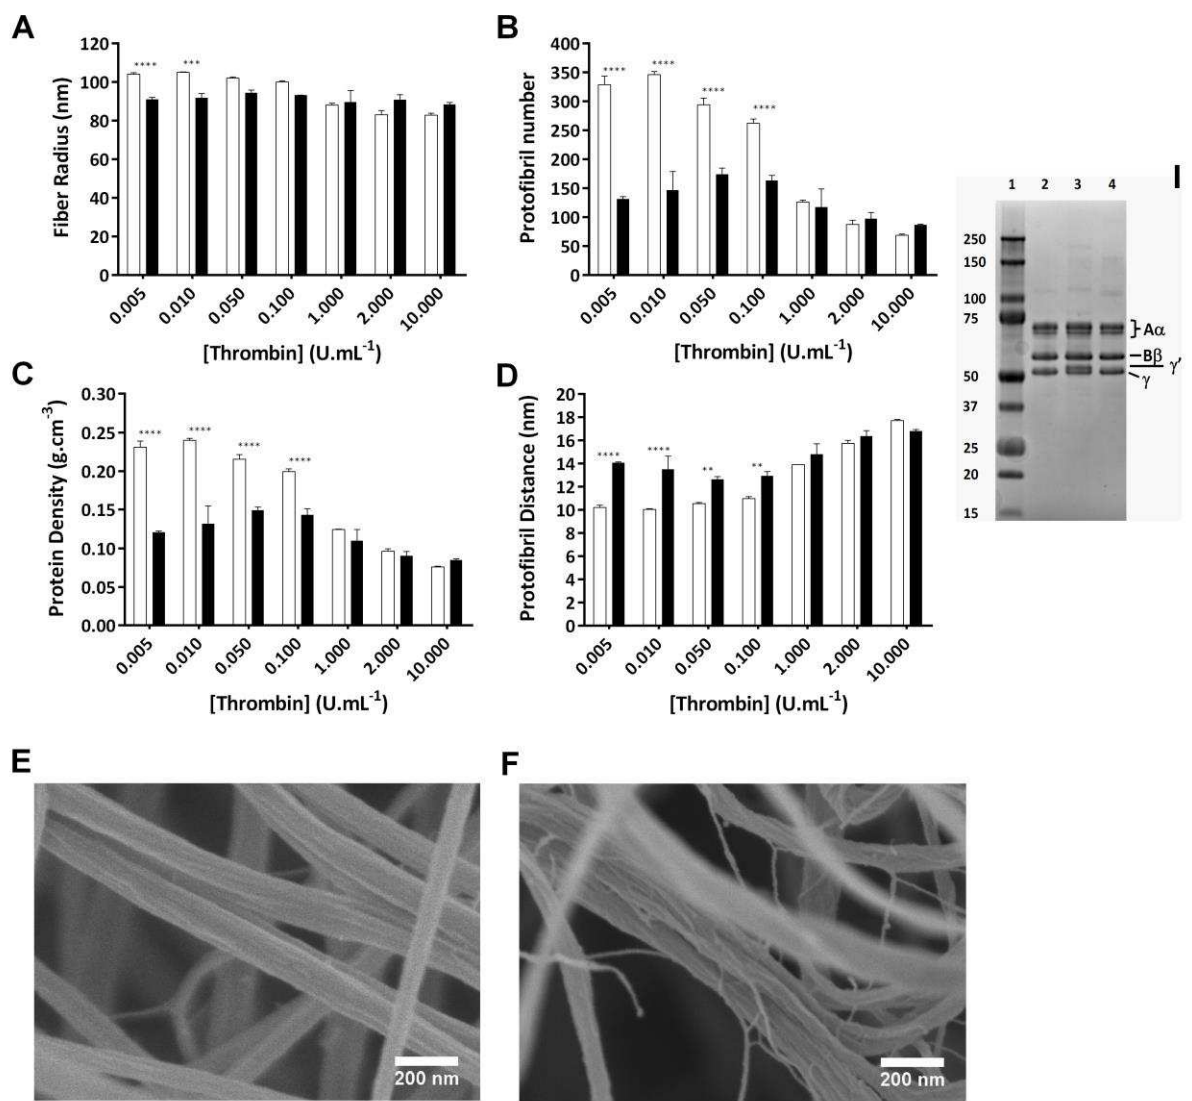 A
120
100
80
60
40
20
0
Fiber Radius (nm)
**** ***
0.005 0.010 0.050 0.100 1.000 2.000 10.000
[Thrombin] (U.mL⁻¹)
B
400
350
300
250
200
150
100
50
0
Protofibril number
**** **** **** ****
0.005 0.010 0.050 0.100 1.000 2.000 10.000
[Thrombin] (U.mL⁻¹)
C
0.30
0.25
0.20
0.15
0.10
0.05
0.00
Protein Density (g.cm⁻³)
**** **** **** ****
0.005 0.010 0.050 0.100 1.000 2.000 10.000
[Thrombin] (U.mL⁻¹)
D
20
18
16
14
12
10
8
6
4
2
0
Protofibril Distance (nm)
**** **** ** **
0.005 0.010 0.050 0.100 1.000 2.000 10.000
[Thrombin] (U.mL⁻¹)
I
1 2 3 4
250
150
100
75
50
37
25
20
15
Aα
Bβ
γ'
γ
E
200 nm
F
200 nm